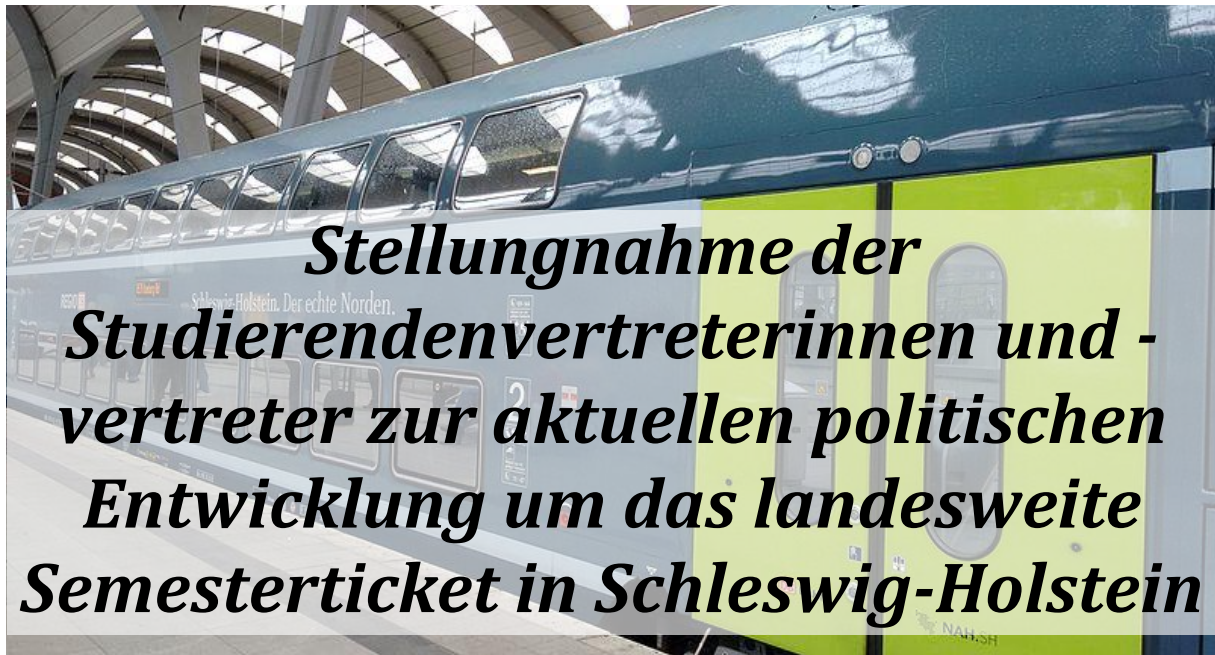 Stellungnahme der
Studierendenvertreterinnen und -
vertreter zur aktuellen politischen
Entwicklung um das landesweite
Semesterticket in Schleswig-Holstein
Schleswig-Holstein. Der echte Norden.
2
NAH.SH